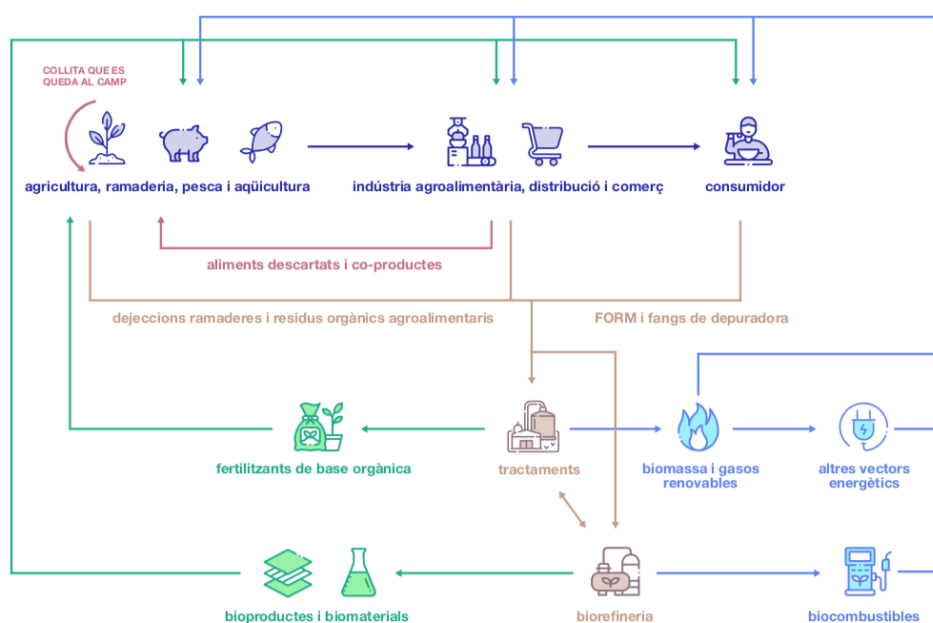 COLLITA QUE ES
QUEDA AL CAMP
agricultura, ramaderia, pesca i aqüicultura
indústria agroalimentària, distribució i comerç
consumidor
aliments descartats i co-productes
dejeccions ramaderes i residus orgànics agroalimentaris
FORM i fangs de depuradora
fertilitzants de base orgànica
tractaments
biomassa i gasos
renovables
altres vectors
energètics
bioproductes i biomaterials
biorefineria
biocombustibles